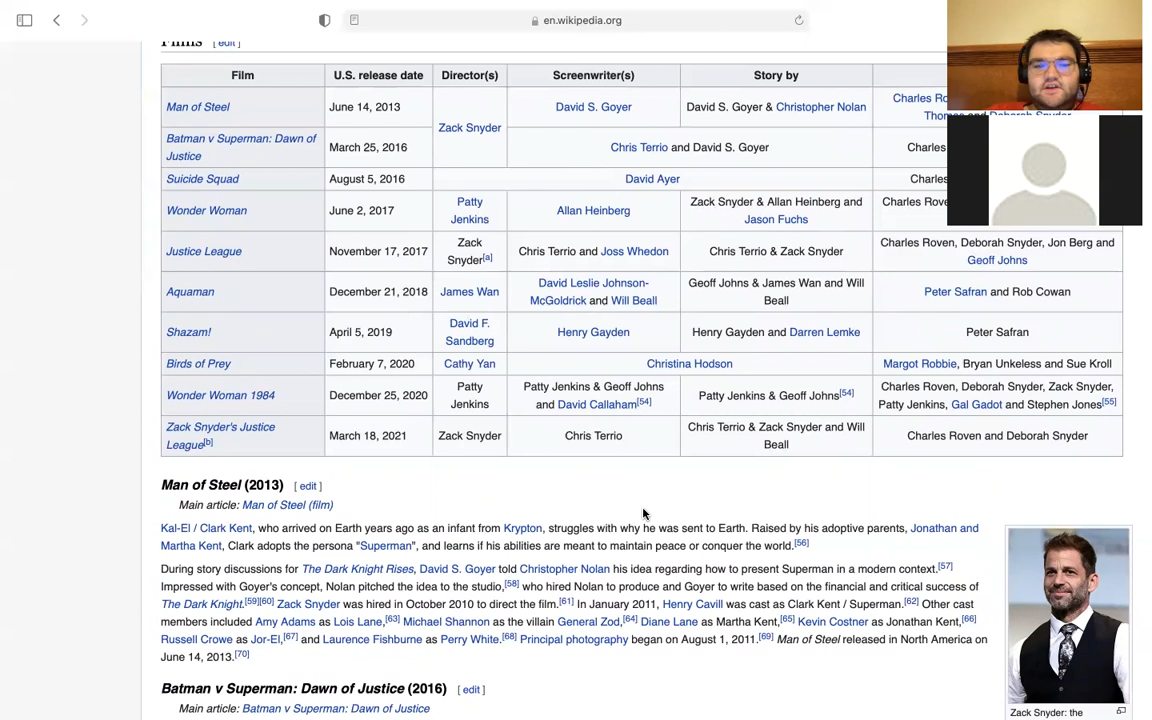 en.wikipedia.org
Films [ edit ]
Film U.S. release date Director(s) Screenwriter(s) Story by
Man of Steel June 14, 2013 Zack Snyder David S. Goyer David S. Goyer & Christopher Nolan Charles
Batman v Superman: Dawn of
Justice March 25, 2016 Chris Terrio and David S. Goyer Charles
Suicide Squad August 5, 2016 David Ayer Charles
Wonder Woman June 2, 2017 Patty
Jenkins Allan Heinberg Zack Snyder & Allan Heinberg and
Jason Fuchs Charles
Justice League November 17, 2017 Zack
Snyder[a] Chris Terrio and Joss Whedon Chris Terrio & Zack Snyder Charles Roven, Deborah Snyder, Jon Berg and
Geoff Johns
Aquaman December 21, 2018 James Wan David Leslie Johnson-
McGoldrick and Will Beall Geoff Johns & James Wan and Will
Beall Peter Safran and Rob Cowan
Shazam! April 5, 2019 David F.
Sandberg Henry Gayden Henry Gayden and Darren Lemke Peter Safran
Birds of Prey February 7, 2020 Cathy Yan Christina Hodson Margot Robbie, Bryan Unkeless and Sue Kroll
Wonder Woman 1984 December 25, 2020 Patty
Jenkins Patty Jenkins & Geoff Johns
and David Callaham[54] Patty Jenkins & Geoff Johns[54] Charles Roven, Deborah Snyder, Zack Snyder,
Patty Jenkins, Gal Gadot and Stephen Jones[55]
Zack Snyder's Justice
League[b] March 18, 2021 Zack Snyder Chris Terrio Chris Terrio & Zack Snyder and Will
Beall Charles Roven and Deborah Snyder
Man of Steel (2013) [ edit ]
Main article: Man of Steel (film)
Kal-El / Clark Kent, who arrived on Earth years ago as an infant from Krypton, struggles with why he was sent to Earth. Raised by his adoptive parents, Jonathan and
Martha Kent, Clark adopts the persona "Superman", and learns if his abilities are meant to maintain peace or conquer the world.[56]
During story discussions for The Dark Knight Rises, David S. Goyer told Christopher Nolan his idea regarding how to present Superman in a modern context.[57]
Impressed with Goyer's concept, Nolan pitched the idea to the studio,[58] who hired Nolan to produce and Goyer to write based on the financial and critical success of
The Dark Knight.[59][60] Zack Snyder was hired in October 2010 to direct the film.[61] In January 2011, Henry Cavill was cast as Clark Kent / Superman.[62] Other cast
members included Amy Adams as Lois Lane,[63] Michael Shannon as the villain General Zod,[64] Diane Lane as Martha Kent,[65] Kevin Costner as Jonathan Kent,[66]
Russell Crowe as Jor-El,[67] and Laurence Fishburne as Perry White.[68] Principal photography began on August 1, 2011.[69] Man of Steel released in North America on
June 14, 2013.[70]
Zack Snyder: the
Batman v Superman: Dawn of Justice (2016) [ edit ]
Main article: Batman v Superman: Dawn of Justice